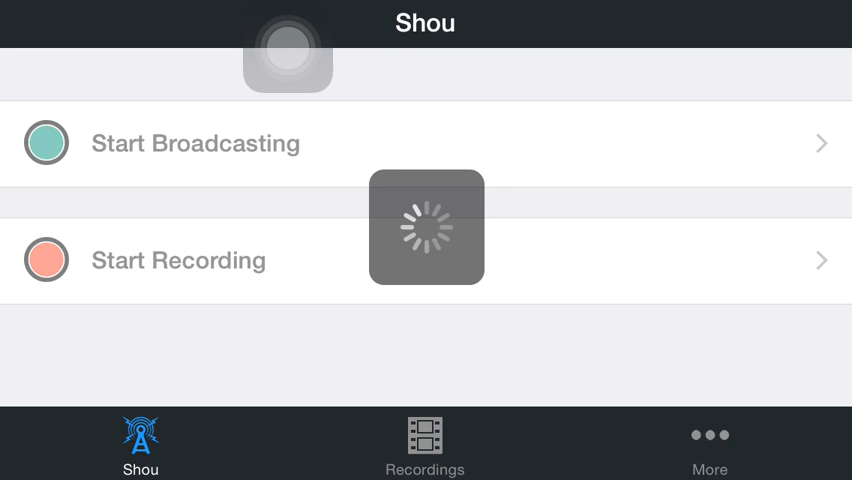 Shou
Start Broadcasting
Start Recording
Shou
Recordings
More